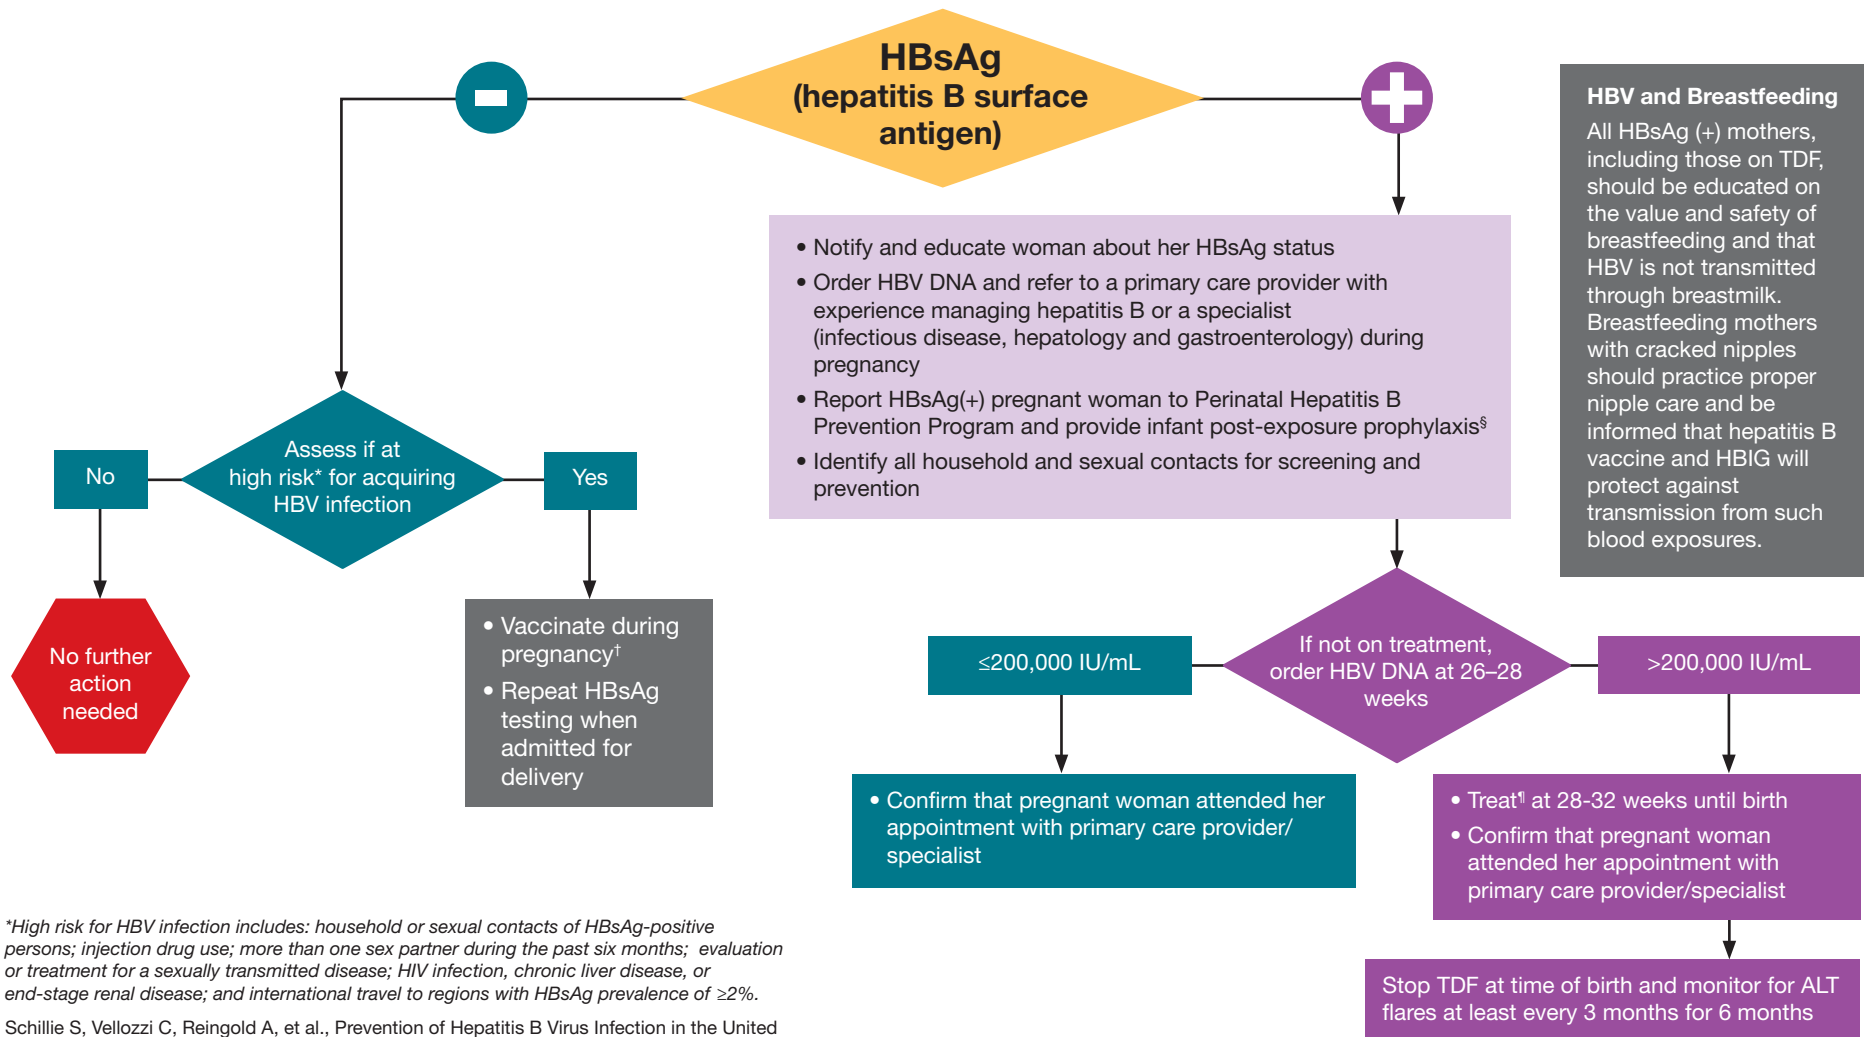 HBsAg
(hepatitis B surface
antigen)
HBV and Breastfeeding
All HBsAg (+) mothers,
including those on TDF,
should be educated on
the value and safety of
breastfeeding and that
HBV is not transmitted
through breastmilk.
Breastfeeding mothers
with cracked nipples
should practice proper
nipple care and be
informed that hepatitis B
vaccine and HBIG will
protect against
transmission from such
blood exposures.
• Notify and educate woman about her HBsAg status
• Order HBV DNA and refer to a primary care provider with
experience managing hepatitis B or a specialist
(infectious disease, hepatology and gastroenterology) during
pregnancy
• Report HBsAg(+) pregnant woman to Perinatal Hepatitis B
Prevention Program and provide infant post-exposure prophylaxis§
• Identify all household and sexual contacts for screening and
prevention
Assess if at
high risk* for acquiring
HBV infection
No
Yes
No further
action
needed
• Vaccinate during
pregnancy†
• Repeat HBsAg
testing when
admitted for
delivery
If not on treatment,
order HBV DNA at 26–28
weeks
≤200,000 IU/mL
>200,000 IU/mL
• Confirm that pregnant woman attended her
appointment with primary care provider/
specialist
• Treat¶ at 28-32 weeks until birth
• Confirm that pregnant woman
attended her appointment with
primary care provider/specialist
Stop TDF at time of birth and monitor for ALT
flares at least every 3 months for 6 months
*High risk for HBV infection includes: household or sexual contacts of HBsAg-positive
persons; injection drug use; more than one sex partner during the past six months; evaluation
or treatment for a sexually transmitted disease; HIV infection, chronic liver disease, or
end-stage renal disease; and international travel to regions with HBsAg prevalence of ≥2%.
Schillie S, Vellozzi C, Reingold A, et al., Prevention of Hepatitis B Virus Infection in the United